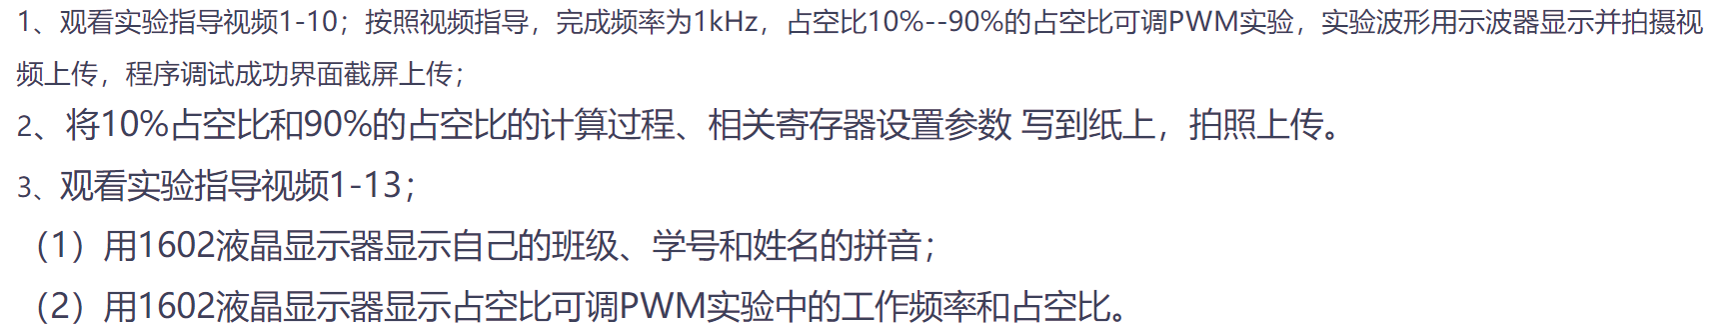 1、观看实验指导视频1-10；按照视频指导，完成频率为1kHz，占空比10%--90%的占空比可调PWM实验，实验波形用示波器显示并拍摄视
频上传，程序调试成功界面截屏上传；
2、将10%占空比和90%的占空比的计算过程、相关寄存器设置参数 写到纸上，拍照上传。
3、观看实验指导视频1-13；
（1）用1602液晶显示器显示自己的班级、学号和姓名的拼音；
（2）用1602液晶显示器显示占空比可调PWM实验中的工作频率和占空比。